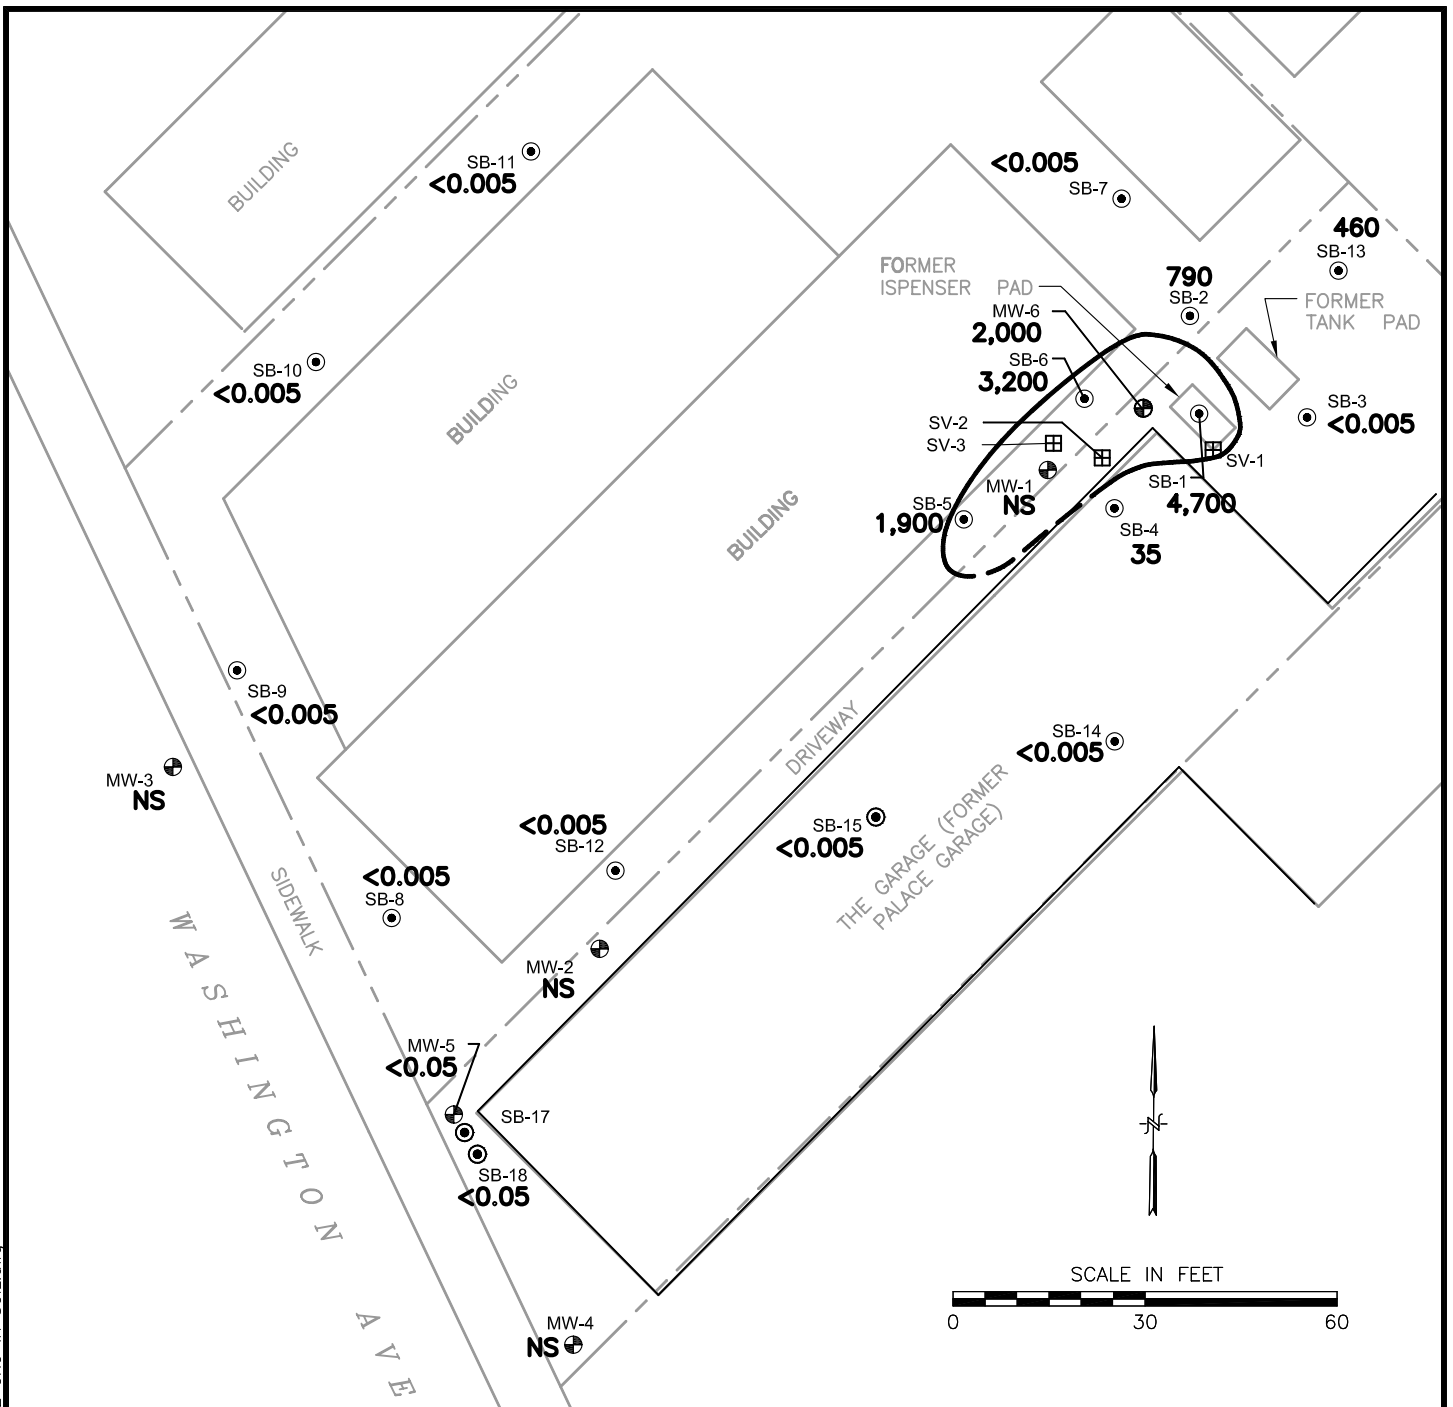 BUILDING
SB-11
<0.005
<0.005
SB-7
460
SB-13
790
SB-2
FORMER
ISPENSER PAD
FORMER
TANK PAD
MW-6
2,000
SB-6
3,200
SB-10
<0.005
BUILDING
SB-3
<0.005
SV-2
SV-3
SV-1
MW-1
NS
SB-1
4,700
SB-5
1,900
SB-4
35
BUILDING
SB-9
<0.005
DRIVEWAY
SB-14
<0.005
MW-3
NS
<0.005
SB-12
SB-15
<0.005
THE GARAGE (FORMER
PALACE GARAGE)
<0.005
SB-8
SIDEWALK
MW-2
NS
WASHINGTON AVE
MW-5
<0.05
SB-17
SB-18
<0.05
N
SCALE IN FEET
0 30 60
MW-4
NS